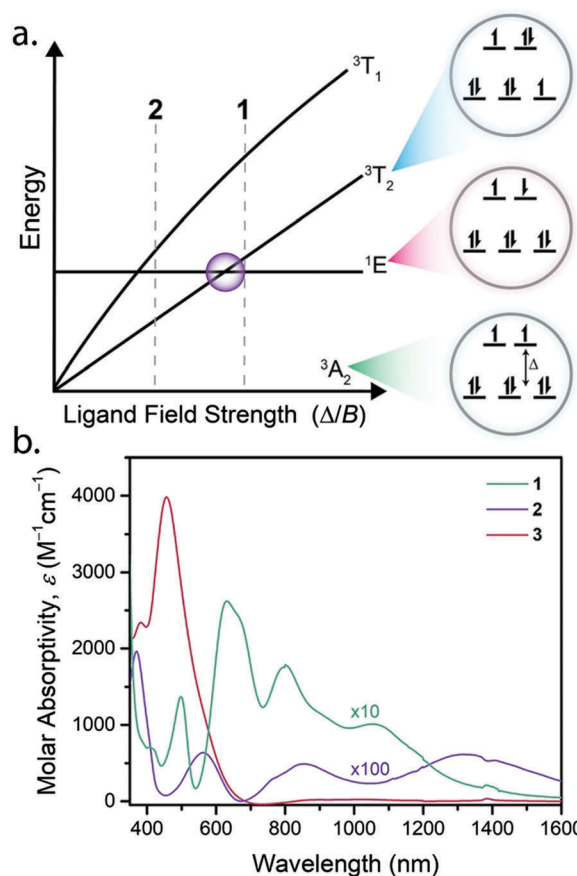 a.
2 1
³T₁
³T₂
¹E
³A₂
Δ
Energy
Ligand Field Strength (Δ/B)
b.
4000
3000
2000
1000
0
Molar Absorptivity, ε (M⁻¹cm⁻¹)
1
2
3
x10
x100
400 600 800 1000 1200 1400 1600
Wavelength (nm)